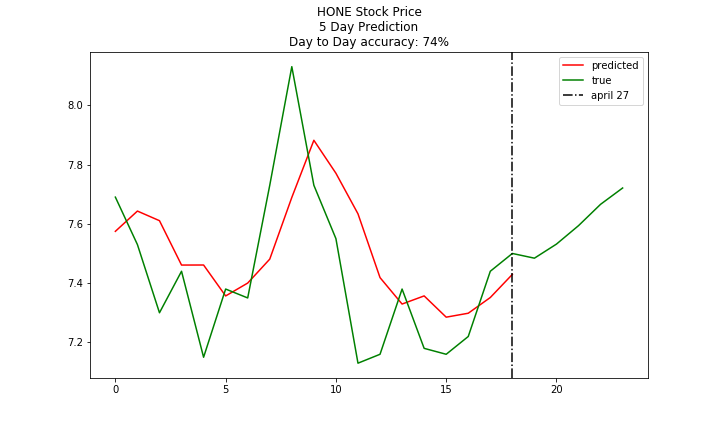 HONE Stock Price
5 Day Prediction
Day to Day accuracy: 74%
predicted
true
april 27
8.0
7.8
7.6
7.4
7.2
0 5 10 15 20